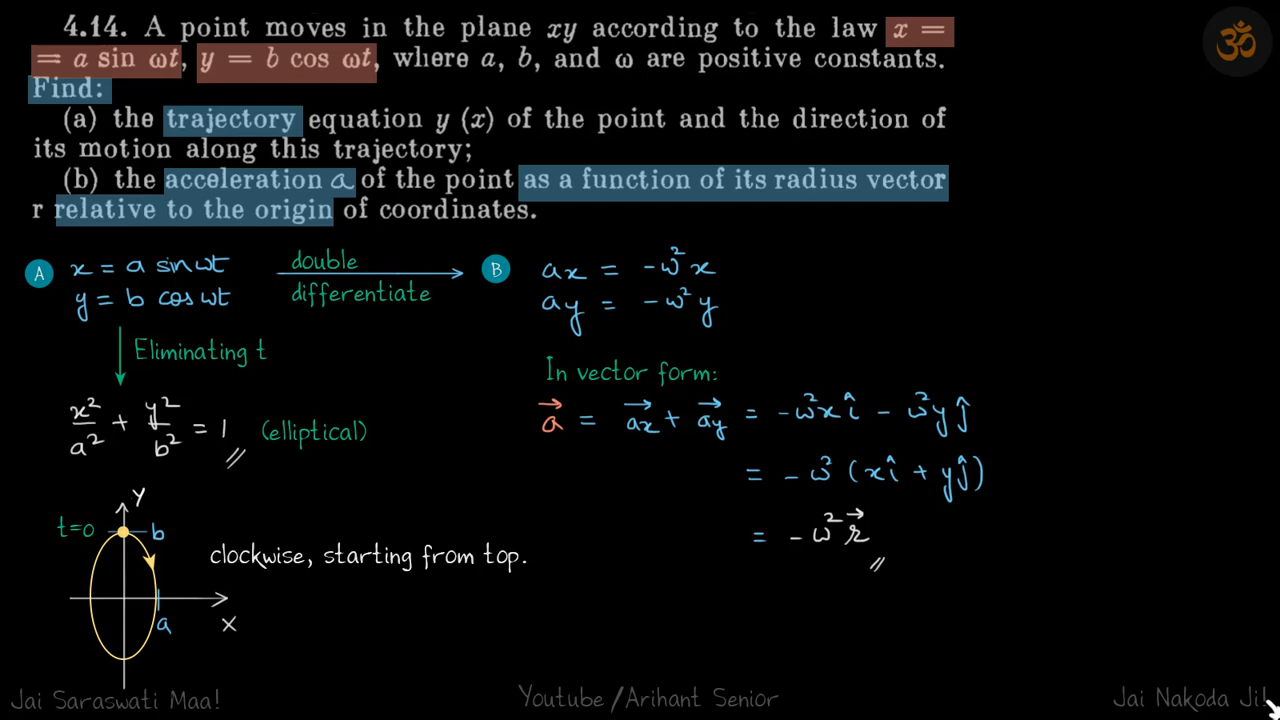 4.14. A point moves in the plane xy according to the law x =
= a sin ωt, y = b cos ωt, where a, b, and ω are positive constants.
Find:
(a) the trajectory equation y (x) of the point and the direction of
its motion along this trajectory;
(b) the acceleration a of the point as a function of its radius vector
r relative to the origin of coordinates.
ॐ
A
x = a sin ωt
y = b cos ωt
double
differentiate
B
ax = -ω² x
ay = -ω² y
Eliminating t
x²/a² + y²/b² = 1 (elliptical)
In vector form:
a⃗ = a⃗x + a⃗y = -ω²x î - ω²y ĵ
= - ω² (x î + y ĵ)
= - ω² r⃗
Y
t=0
b
clockwise, starting from top.
a
X
Jai Saraswati Maa!
Youtube /Arihant Senior
Jai Nakoda Ji!